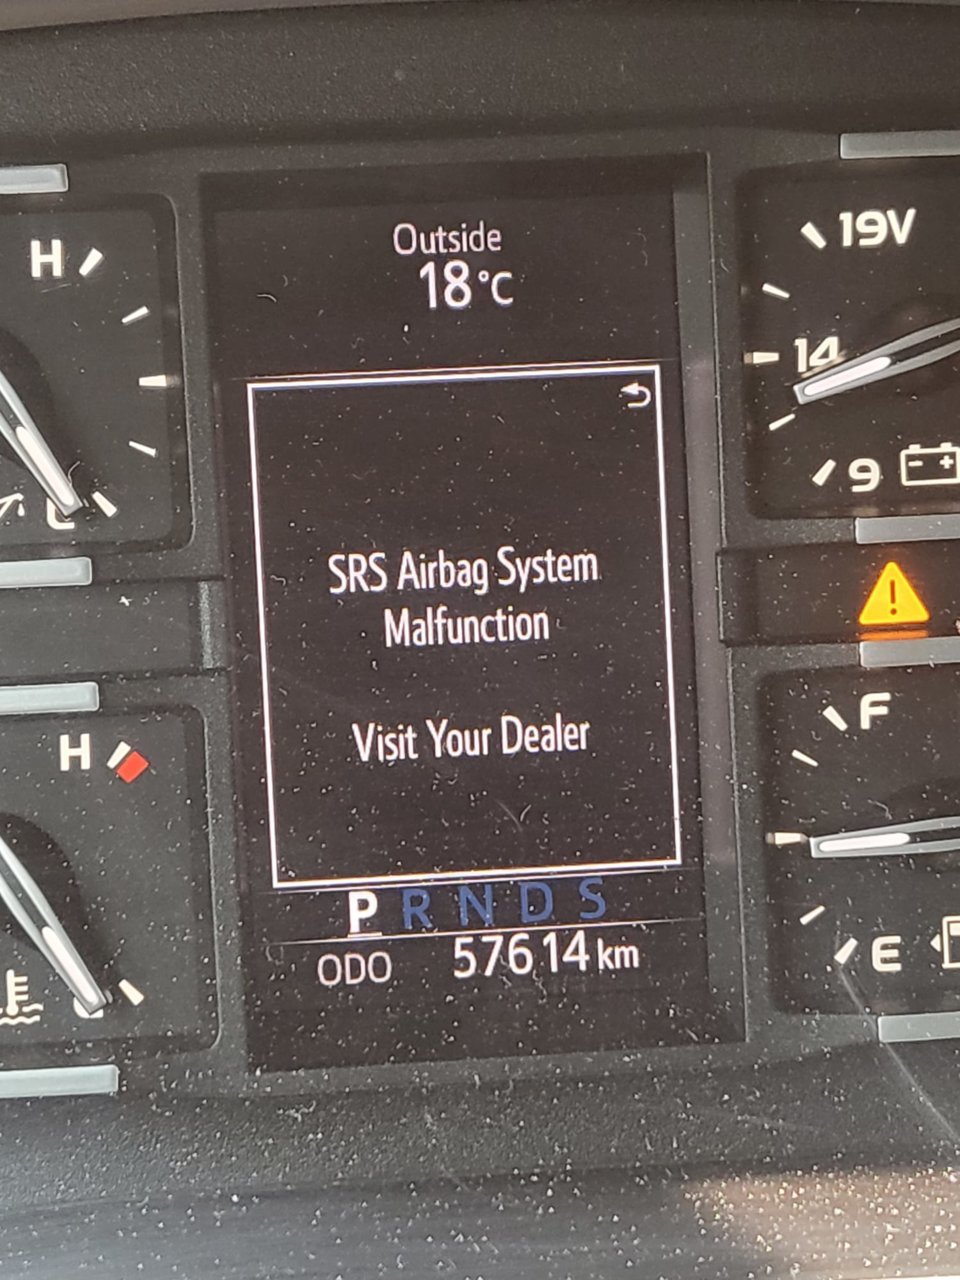 Outside
18°C
H
19V
14
9
C
SRS Airbag System
Malfunction
Visit Your Dealer
H
F
E
C
P R N D S
ODO 57614 km